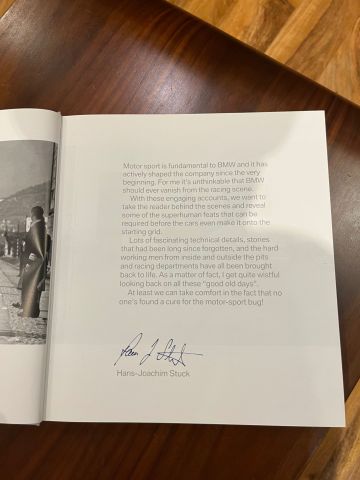 Motor sport is fundamental to BMW and it has
actively shaped the company since the very
beginning. For me it's unthinkable that BMW
should ever vanish from the racing scene.
With these engaging accounts, we want to
take the reader behind the scenes and reveal
some of the superhuman feats that can be
required before the cars even make it onto the
starting grid.
Lots of fascinating technical details, stories
that had been long since forgotten, and the hard
working men from inside and outside the pits
and racing departments have all been brought
back to life. As a matter of fact, I get quite wistful
looking back on all these “good old days”.
At least we can take comfort in the fact that no
one's found a cure for the motor-sport bug!
Hans-Joachim Stuck